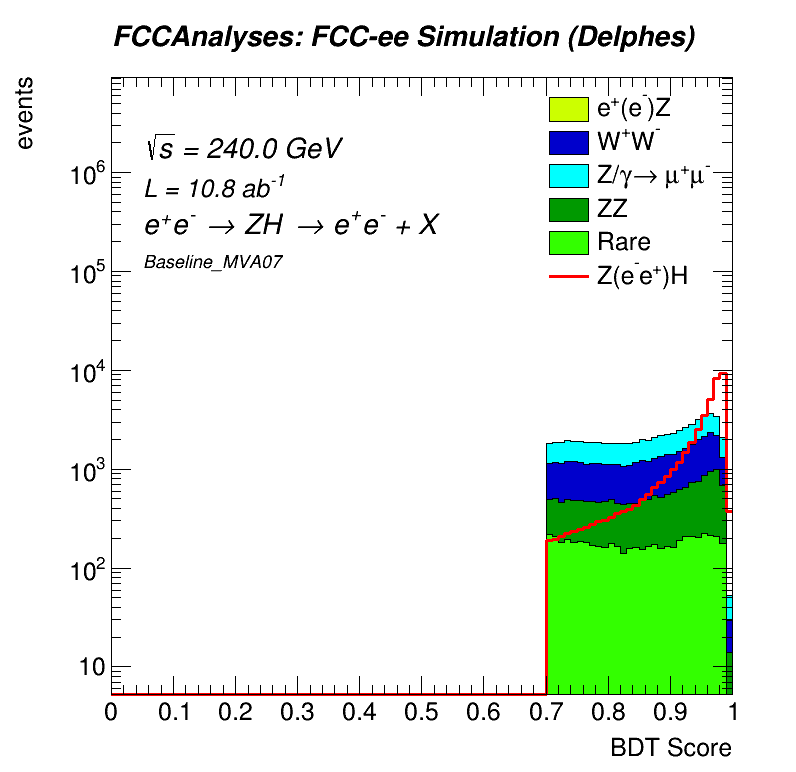 FCCAnalyses: FCC-ee Simulation (Delphes)
events
√s = 240.0 GeV
L = 10.8 ab⁻¹
e⁺e⁻ → ZH → e⁺e⁻ + X
Baseline_MVA07
e⁺(e⁻)Z
W⁺W⁻
Z/γ→ μ⁺μ⁻
ZZ
Rare
Z(e⁻e⁺)H
10⁶
10⁵
10⁴
10³
10²
10
0 0.1 0.2 0.3 0.4 0.5 0.6 0.7 0.8 0.9 1
BDT Score